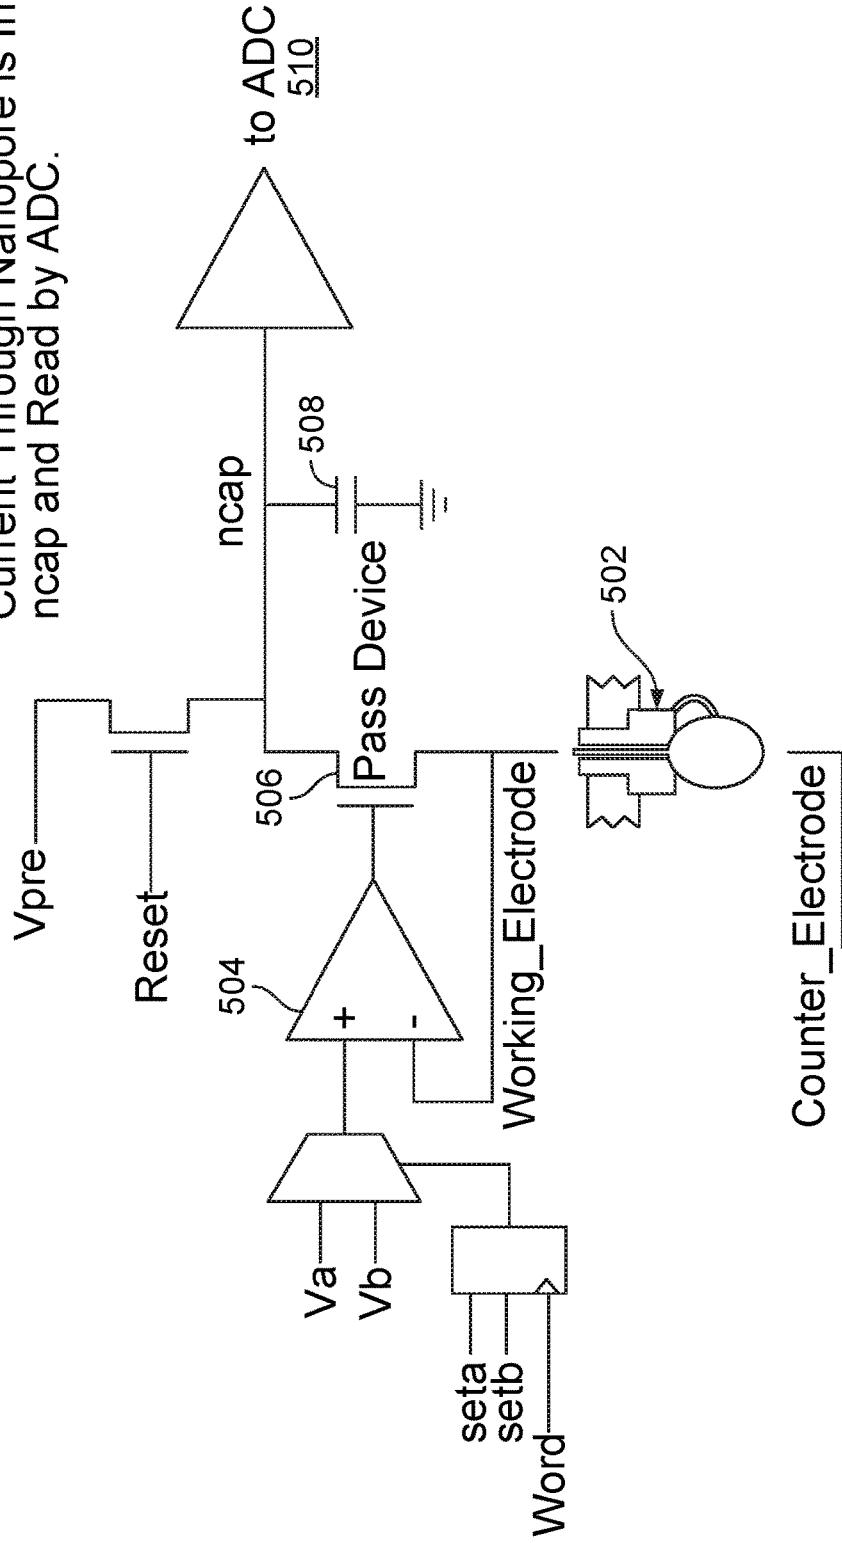 Current Through Nanopore is
ncap and Read by ADC.
to ADC
510
ncap
508
Vpre
Reset
506
Pass Device
504
+
-
Va
Vb
seta
setb
Word
Working_Electrode
502
Counter_Electrode